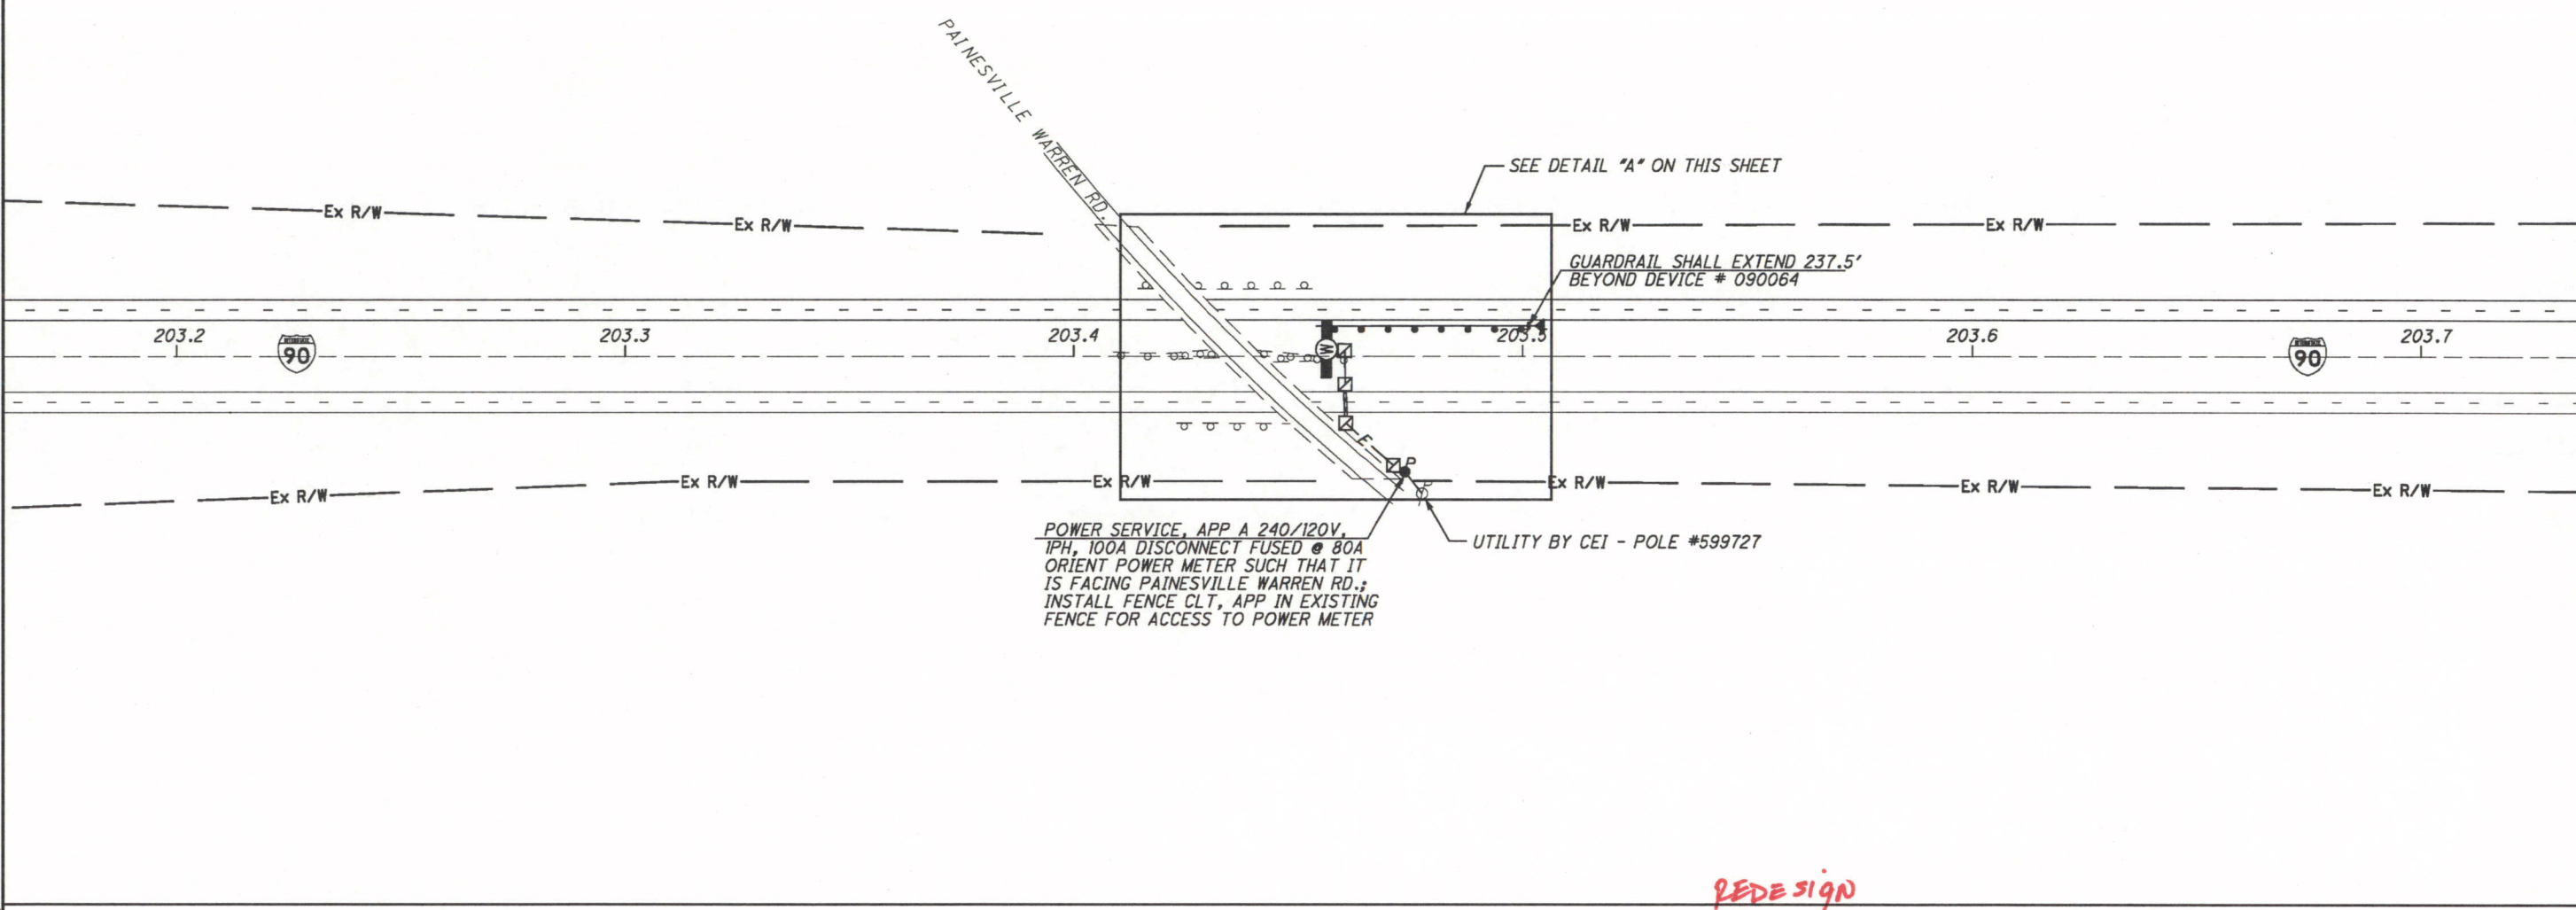 PAINESVILLE WARREN RD.
SEE DETAIL "A" ON THIS SHEET
Ex R/W
Ex R/W
Ex R/W
Ex R/W
GUARDRAIL SHALL EXTEND 237.5'
BEYOND DEVICE # 090064
203.2
203.3
203.4
203.5
203.6
203.7
90
W
90
E
P
Ex R/W
Ex R/W
Ex R/W
Ex R/W
Ex R/W
Ex R/W
P
POWER SERVICE, APP A 240/120V,
1PH, 100A DISCONNECT FUSED @ 80A
ORIENT POWER METER SUCH THAT IT
IS FACING PAINESVILLE WARREN RD.;
INSTALL FENCE CLT, APP IN EXISTING
FENCE FOR ACCESS TO POWER METER
UTILITY BY CEI - POLE #599727
REDESIGN